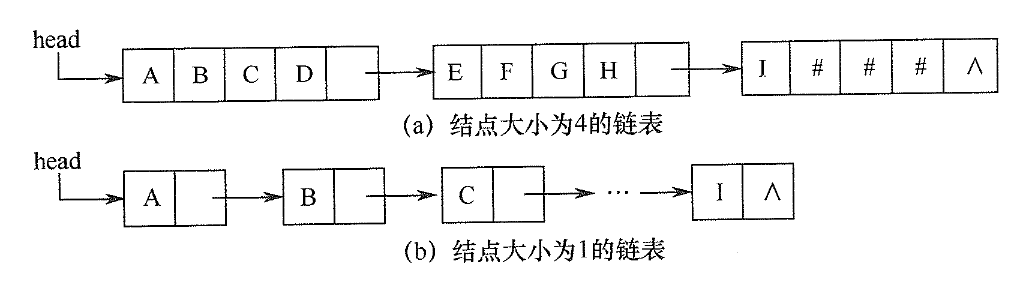 head
A B C D E F G H I # # # ∧
(a) 结点大小为4的链表
head
A B C ··· I ∧
(b) 结点大小为1的链表